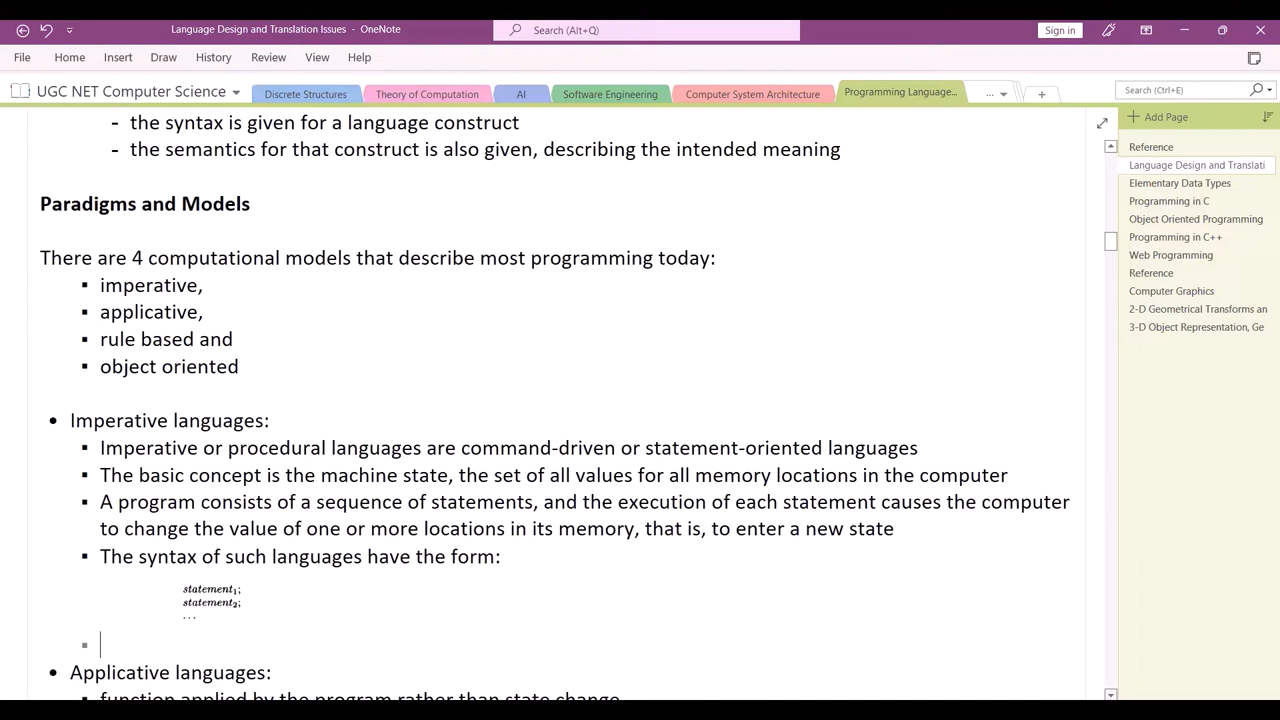 Language Design and Translation Issues - OneNote
Search (Alt+Q)
Sign in
File Home Insert Draw History Review View Help
UGC NET Computer Science
Discrete Structures
Theory of Computation
AI
Software Engineering
Computer System Architecture
Programming Language...
...
Search (Ctrl+E)
- the syntax is given for a language construct
- the semantics for that construct is also given, describing the intended meaning
Paradigms and Models
There are 4 computational models that describe most programming today:
▪ imperative,
▪ applicative,
▪ rule based and
▪ object oriented
• Imperative languages:
▪ Imperative or procedural languages are command-driven or statement-oriented languages
▪ The basic concept is the machine state, the set of all values for all memory locations in the computer
▪ A program consists of a sequence of statements, and the execution of each statement causes the computer
to change the value of one or more locations in its memory, that is, to enter a new state
▪ The syntax of such languages have the form:
statement₁;
statement₂;
...
▪
• Applicative languages:
▪ function applied by the program rather than state change
Add Page
Reference
Language Design and Translati
Elementary Data Types
Programming in C
Object Oriented Programming
Programming in C++
Web Programming
Reference
Computer Graphics
2-D Geometrical Transforms an
3-D Object Representation, Ge